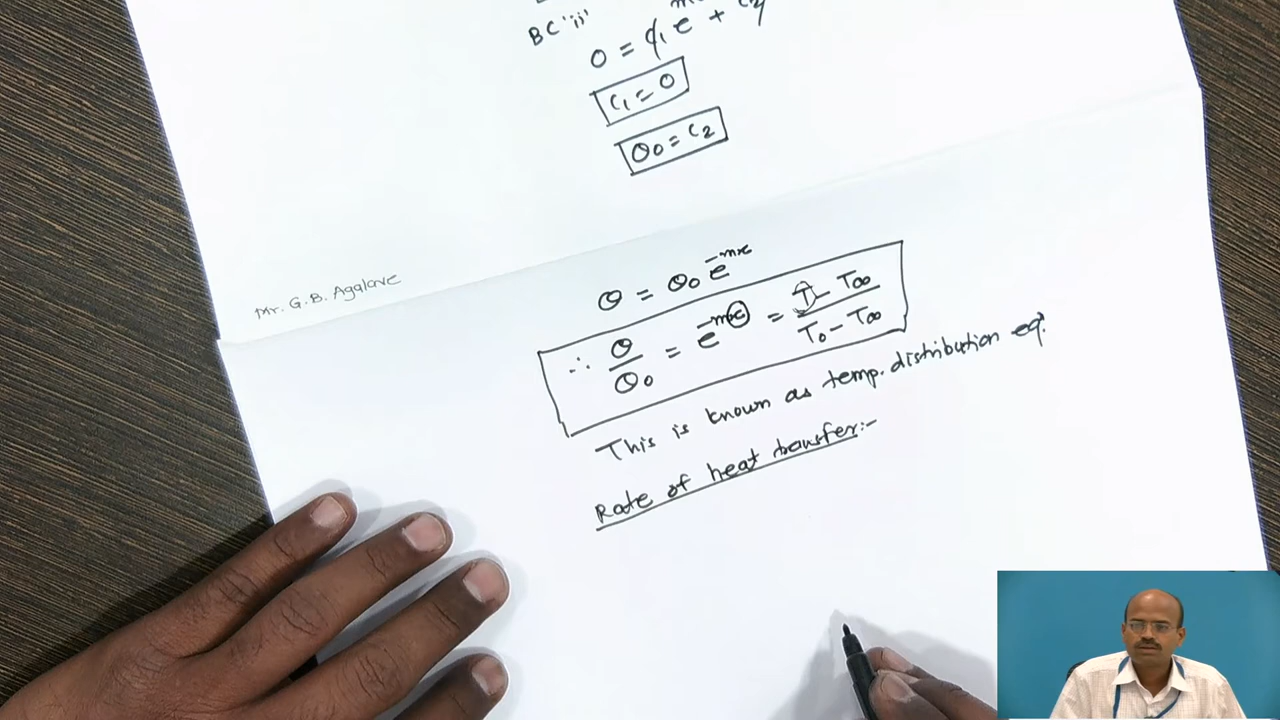 BC "ii"
0 = C₁ e + C₂
C₁ = 0
θ₀ = C₂
Mr. G. B. Agalave
θ = θ₀ e^-mx
∴ θ/θ₀ = e^-mx = T - T∞ / T₀ - T∞
This is known as temp. distribution eqⁿ.
Rate of heat transfer:-